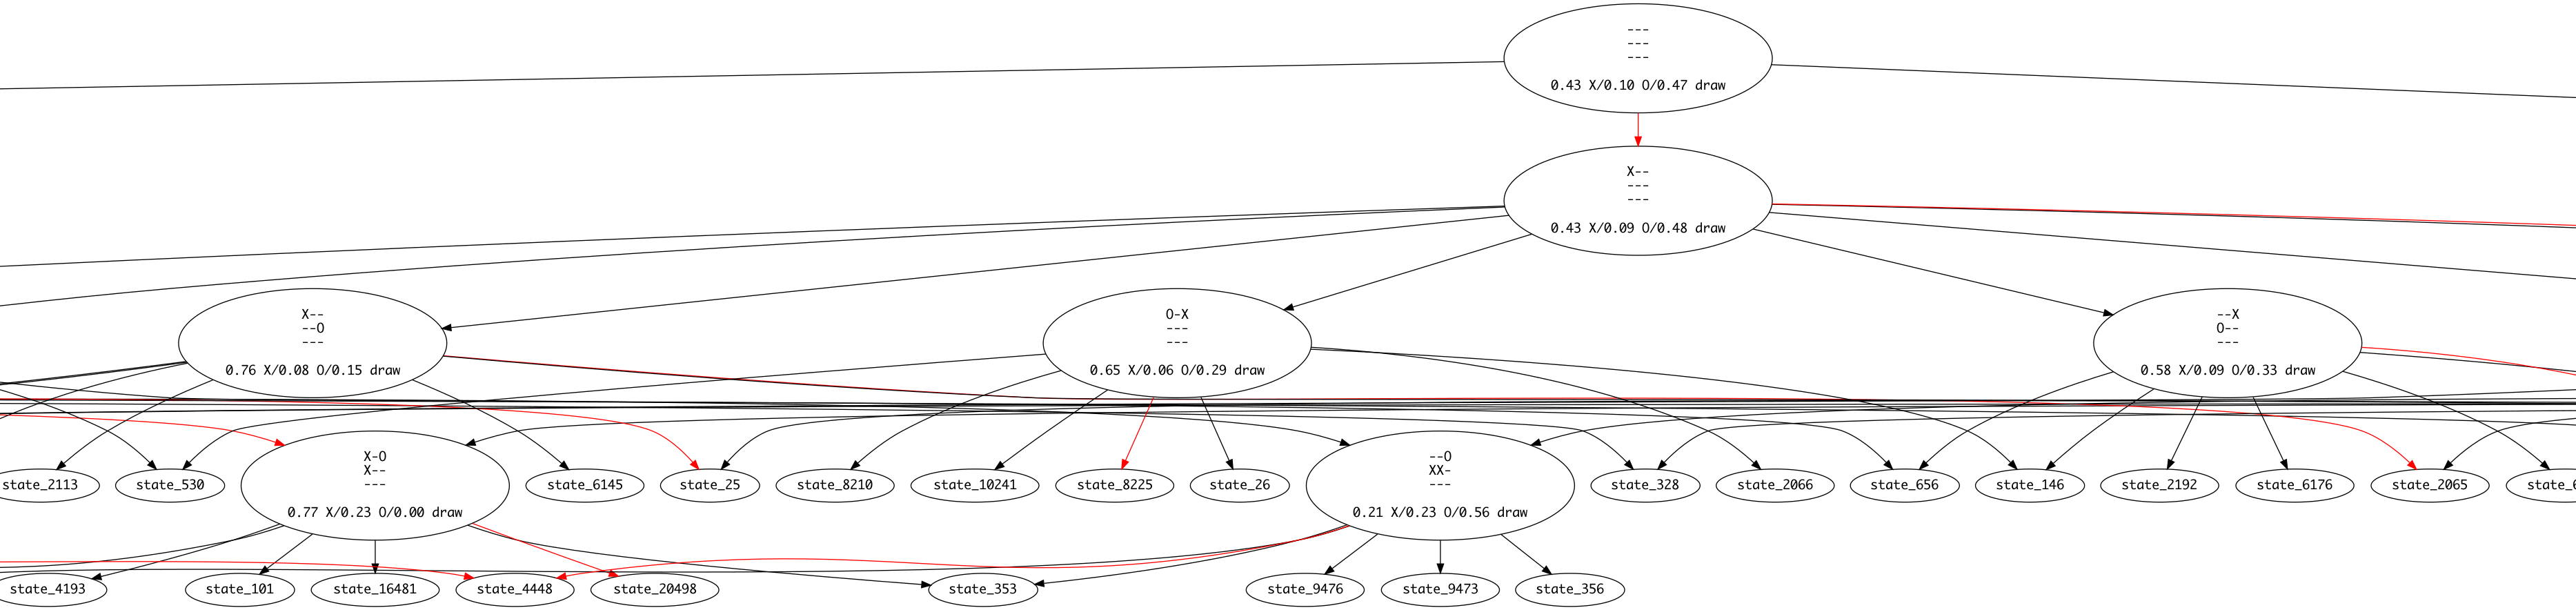 ---
---
---
0.43 X/0.10 O/0.47 draw
X--
---
---
0.43 X/0.09 O/0.48 draw
X--
--O
---
0.76 X/0.08 O/0.15 draw
O-X
---
---
0.65 X/0.06 O/0.29 draw
--X
O--
---
0.58 X/0.09 O/0.33 draw
state_2113
state_530
X-O
X--
---
0.77 X/0.23 O/0.00 draw
state_6145
state_25
state_8210
state_10241
state_8225
state_26
--O
XX-
---
0.21 X/0.23 O/0.56 draw
state_328
state_2066
state_656
state_146
state_2192
state_6176
state_2065
state_4193
state_101
state_16481
state_4448
state_20498
state_353
state_9476
state_9473
state_356